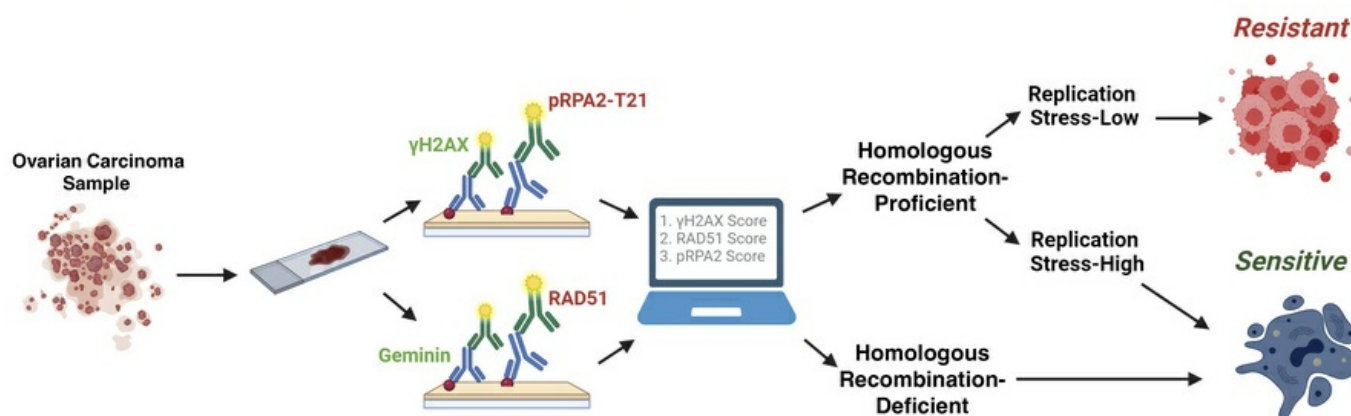 Ovarian Carcinoma
Sample
γH2AX
pRPA2-T21
Geminin
RAD51
1. γH2AX Score
2. RAD51 Score
3. pRPA2 Score
Homologous
Recombination-
Proficient
Homologous
Recombination-
Deficient
Replication
Stress-Low
Replication
Stress-High
Resistant
Sensitive